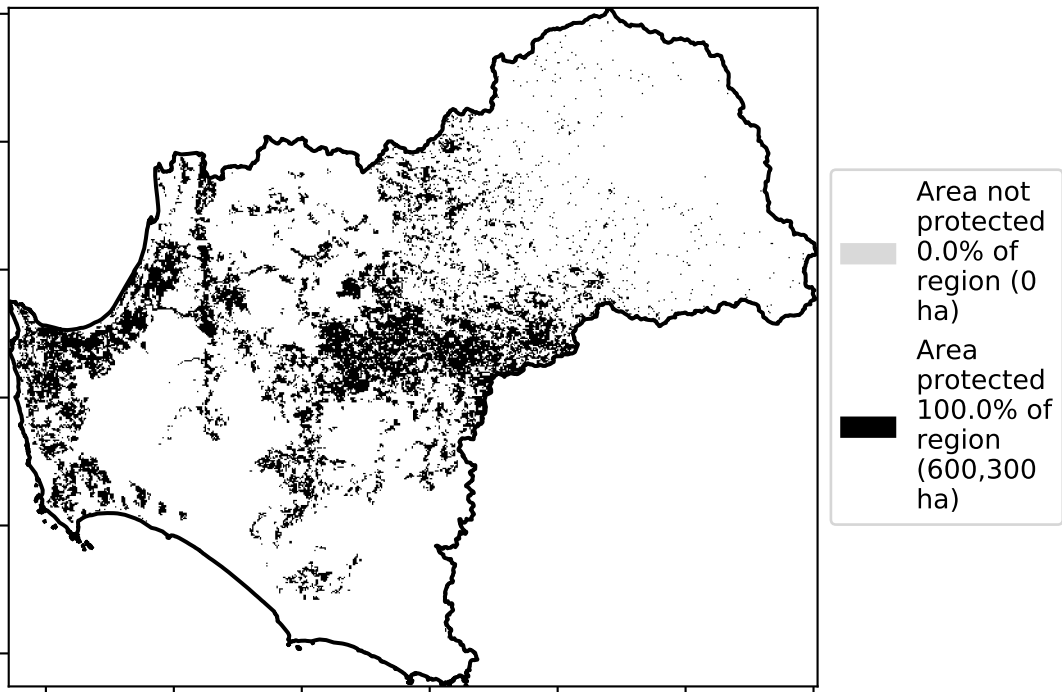 Area not
protected
0.0% of
region (0
ha)
Area
protected
100.0% of
region
(600,300
ha)